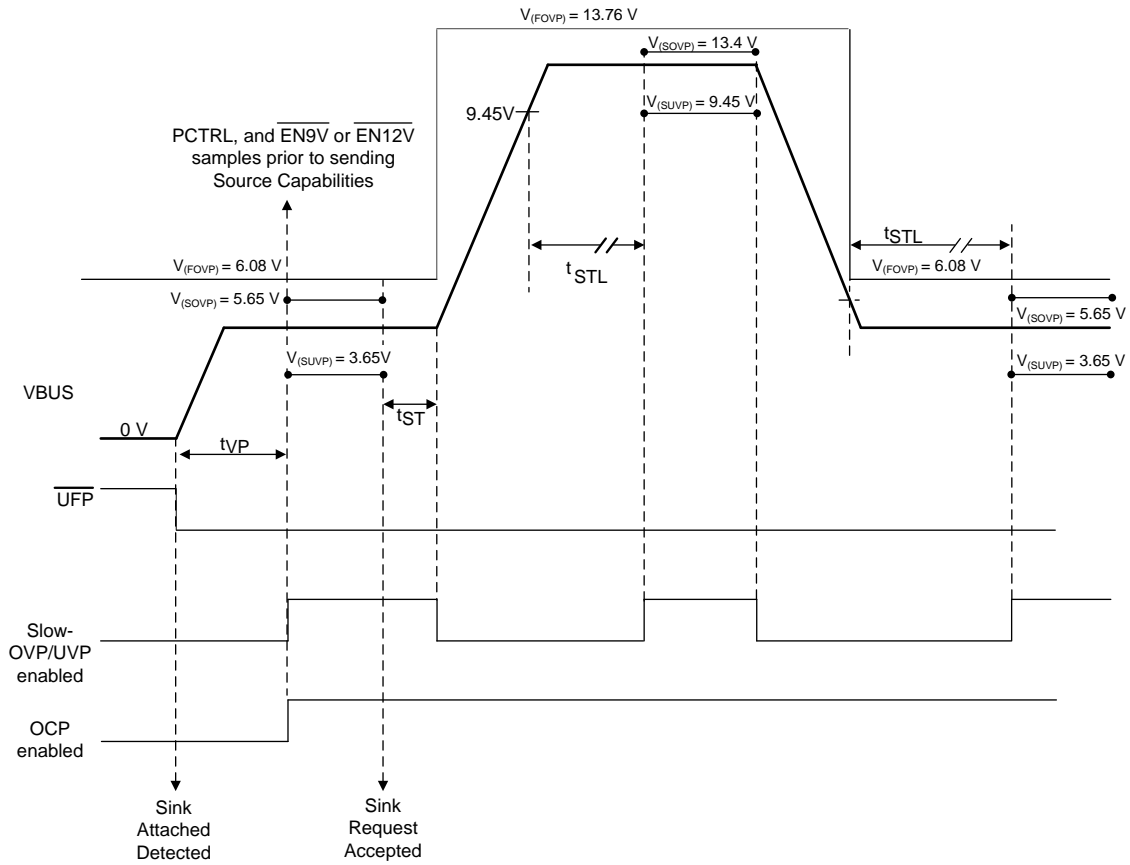 V(FOVP) = 13.76 V
V(SOVP) = 13.4 V
9.45V
V(SUVP) = 9.45 V
PCTRL, and EN9V or EN12V
samples prior to sending
Source Capabilities
tSTL
tSTL
V(FOVP) = 6.08 V
V(FOVP) = 6.08 V
V(SOVP) = 5.65 V
V(SOVP) = 5.65 V
V(SUVP) = 3.65V
V(SUVP) = 3.65 V
VBUS
tST
0 V
tVP
UFP
Slow-
OVP/UVP
enabled
OCP
enabled
Sink
Attached
Detected
Sink
Request
Accepted